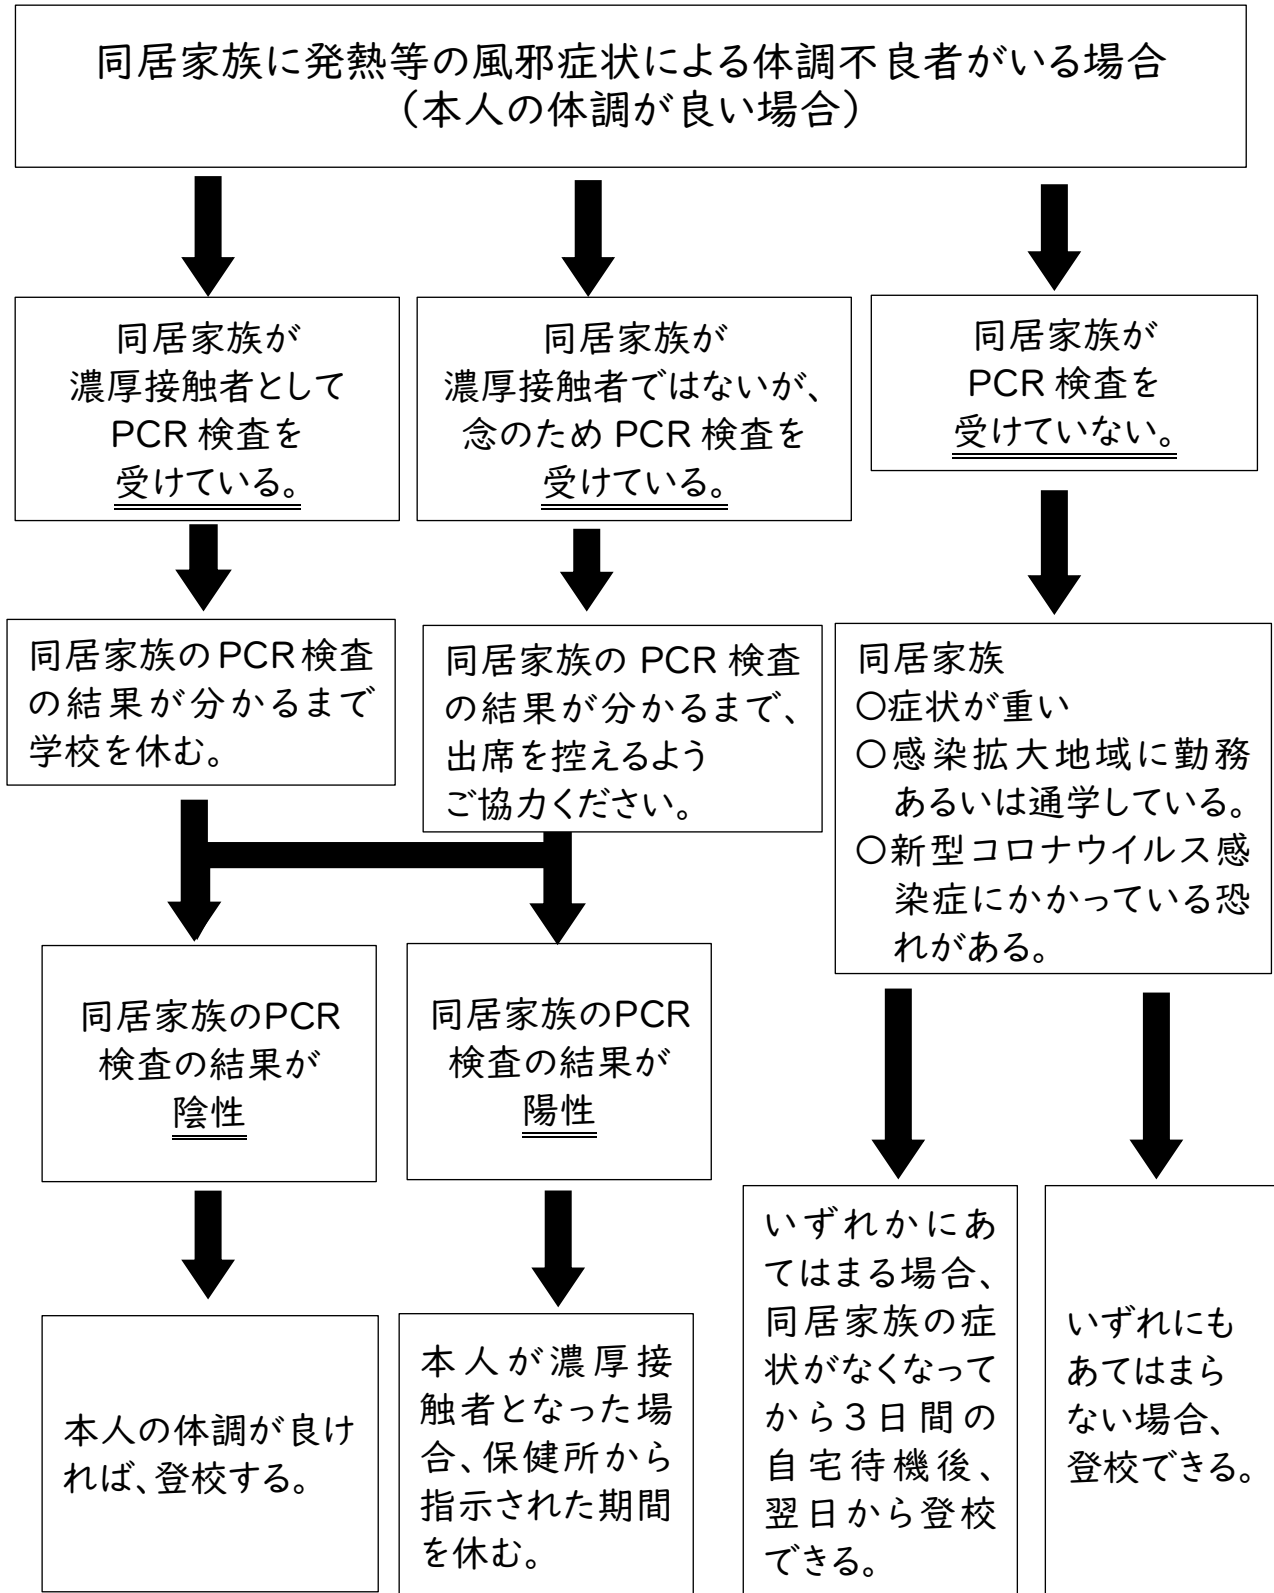 同居家族に発熱等の風邪症状による体調不良者がいる場合
（本人の体調が良い場合）
同居家族が
濃厚接触者として
PCR 検査を
受けている。
同居家族が
濃厚接触者ではないが、
念のため PCR 検査を
受けている。
同居家族が
PCR 検査を
受けていない。
同居家族のPCR検査
の結果が分かるまで
学校を休む。
同居家族の PCR 検査
の結果が分かるまで、
出席を控えるよう
ご協力ください。
同居家族
○症状が重い
○感染拡大地域に勤務
あるいは通学している。
○新型コロナウイルス感
染症にかかっている恐
れがある。
同居家族のPCR
検査の結果が
陰性
同居家族のPCR
検査の結果が
陽性
本人の体調が良け
れば、登校する。
本人が濃厚接
触者となった場
合、保健所から
指示された期間
を休む。
いずれかにあ
てはまる場合、
同居家族の症
状がなくなって
から３日間の
自宅待機後、
翌日から登校
できる。
いずれにも
あてはまら
ない場合、
登校できる。